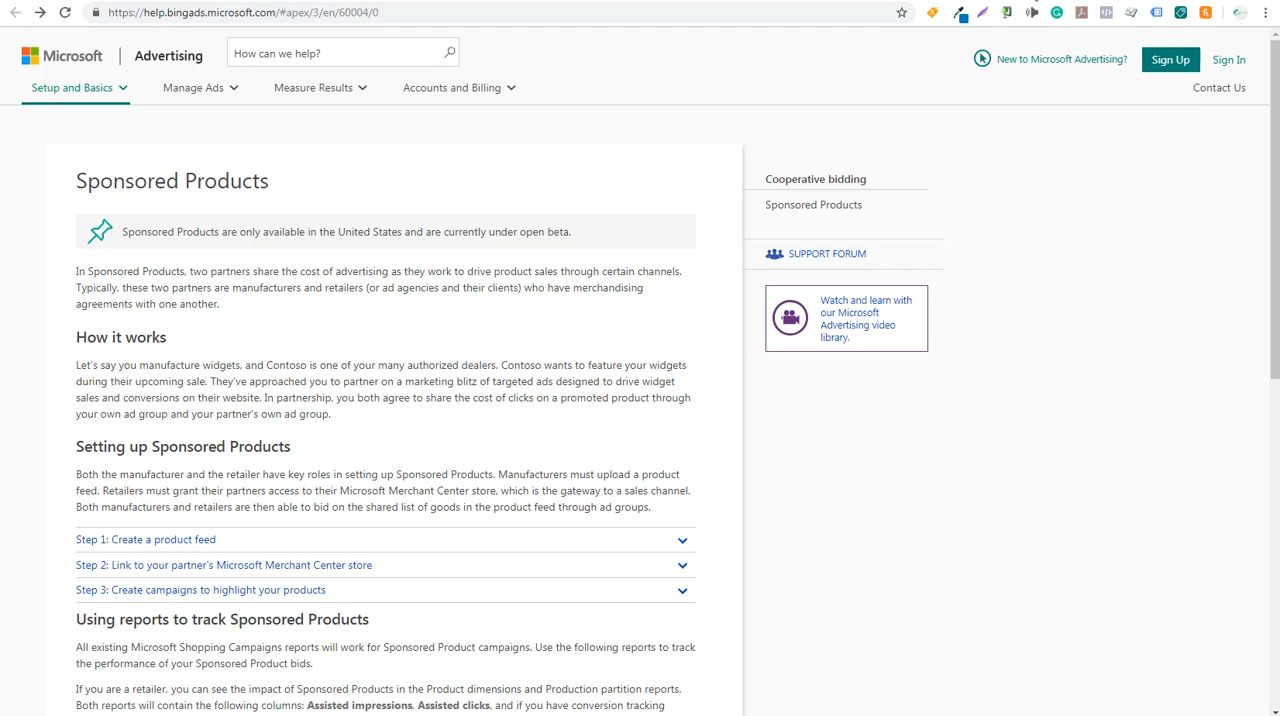 https://help.bingads.microsoft.com/#apex/3/en/60004/0
Microsoft | Advertising
How can we help?
New to Microsoft Advertising?
Sign Up
Sign In
Setup and Basics
Manage Ads
Measure Results
Accounts and Billing
Contact Us
Sponsored Products
Sponsored Products are only available in the United States and are currently under open beta.
In Sponsored Products, two partners share the cost of advertising as they work to drive product sales through certain channels.
Typically, these two partners are manufacturers and retailers (or ad agencies and their clients) who have merchandising
agreements with one another.
How it works
Let's say you manufacture widgets, and Contoso is one of your many authorized dealers. Contoso wants to feature your widgets
during their upcoming sale. They've approached you to partner on a marketing blitz of targeted ads designed to drive widget
sales and conversions on their website. In partnership, you both agree to share the cost of clicks on a promoted product through
your own ad group and your partner's own ad group.
Setting up Sponsored Products
Both the manufacturer and the retailer have key roles in setting up Sponsored Products. Manufacturers must upload a product
feed. Retailers must grant their partners access to their Microsoft Merchant Center store, which is the gateway to a sales channel.
Both manufacturers and retailers are then able to bid on the shared list of goods in the product feed through ad groups.
Step 1: Create a product feed
Step 2: Link to your partner's Microsoft Merchant Center store
Step 3: Create campaigns to highlight your products
Using reports to track Sponsored Products
All existing Microsoft Shopping Campaigns reports will work for Sponsored Product campaigns. Use the following reports to track
the performance of your Sponsored Product bids.
If you are a retailer, you can see the impact of Sponsored Products in the Product dimensions and Production partition reports.
Both reports will contain the following columns: Assisted impressions, Assisted clicks, and if you have conversion tracking
Cooperative bidding
Sponsored Products
SUPPORT FORUM
Watch and learn with
our Microsoft
Advertising video
library.